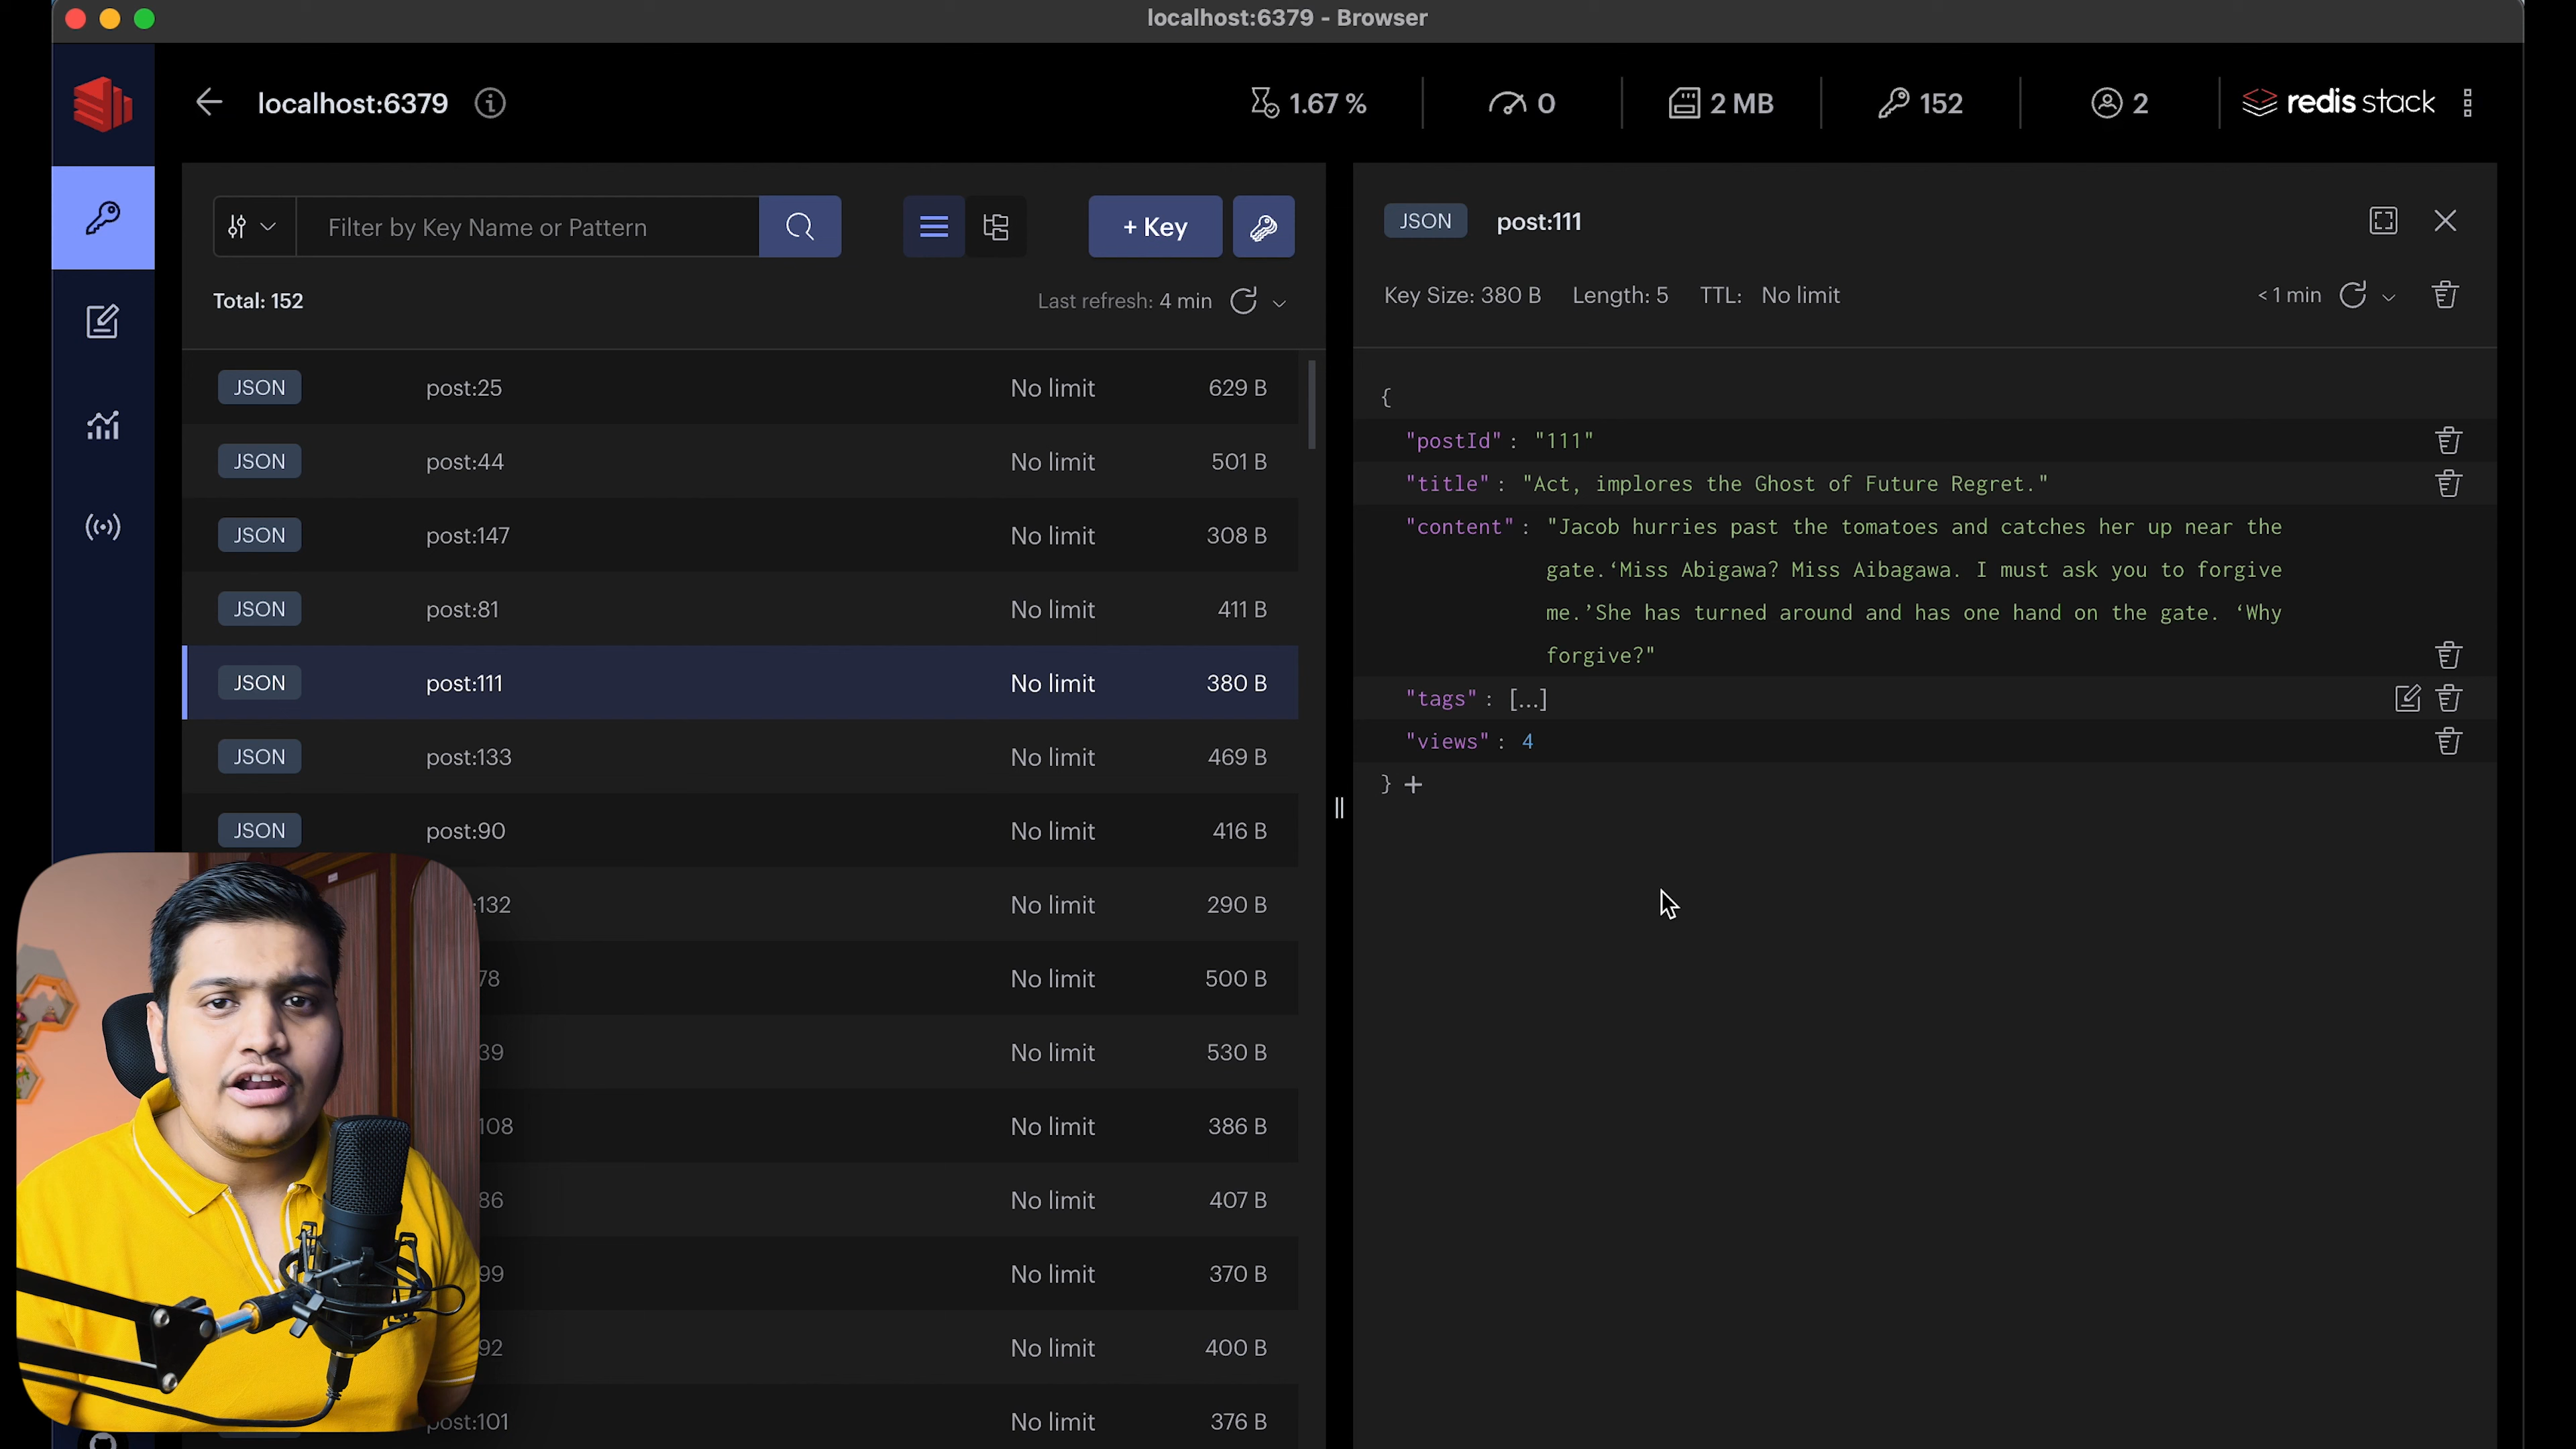 localhost:6379 - Browser
localhost:6379
1.67 %
0
2 MB
152
2
redis stack
Filter by Key Name or Pattern
+ Key
Total: 152
Last refresh: 4 min
JSON post:25 No limit 629 B
JSON post:44 No limit 501 B
JSON post:147 No limit 308 B
JSON post:81 No limit 411 B
JSON post:111 No limit 380 B
JSON post:133 No limit 469 B
JSON post:90 No limit 416 B
:132 No limit 290 B
78 No limit 500 B
39 No limit 530 B
108 No limit 386 B
86 No limit 407 B
99 No limit 370 B
92 No limit 400 B
post:101 No limit 376 B
JSON post:111
Key Size: 380 B Length: 5 TTL: No limit
< 1 min
{
"postId" : "111"
"title" : "Act, implores the Ghost of Future Regret."
"content" : "Jacob hurries past the tomatoes and catches her up near the
gate.‘Miss Abigawa? Miss Aibagawa. I must ask you to forgive
me.’She has turned around and has one hand on the gate. ‘Why
forgive?"
"tags" : [...]
"views" : 4
} +